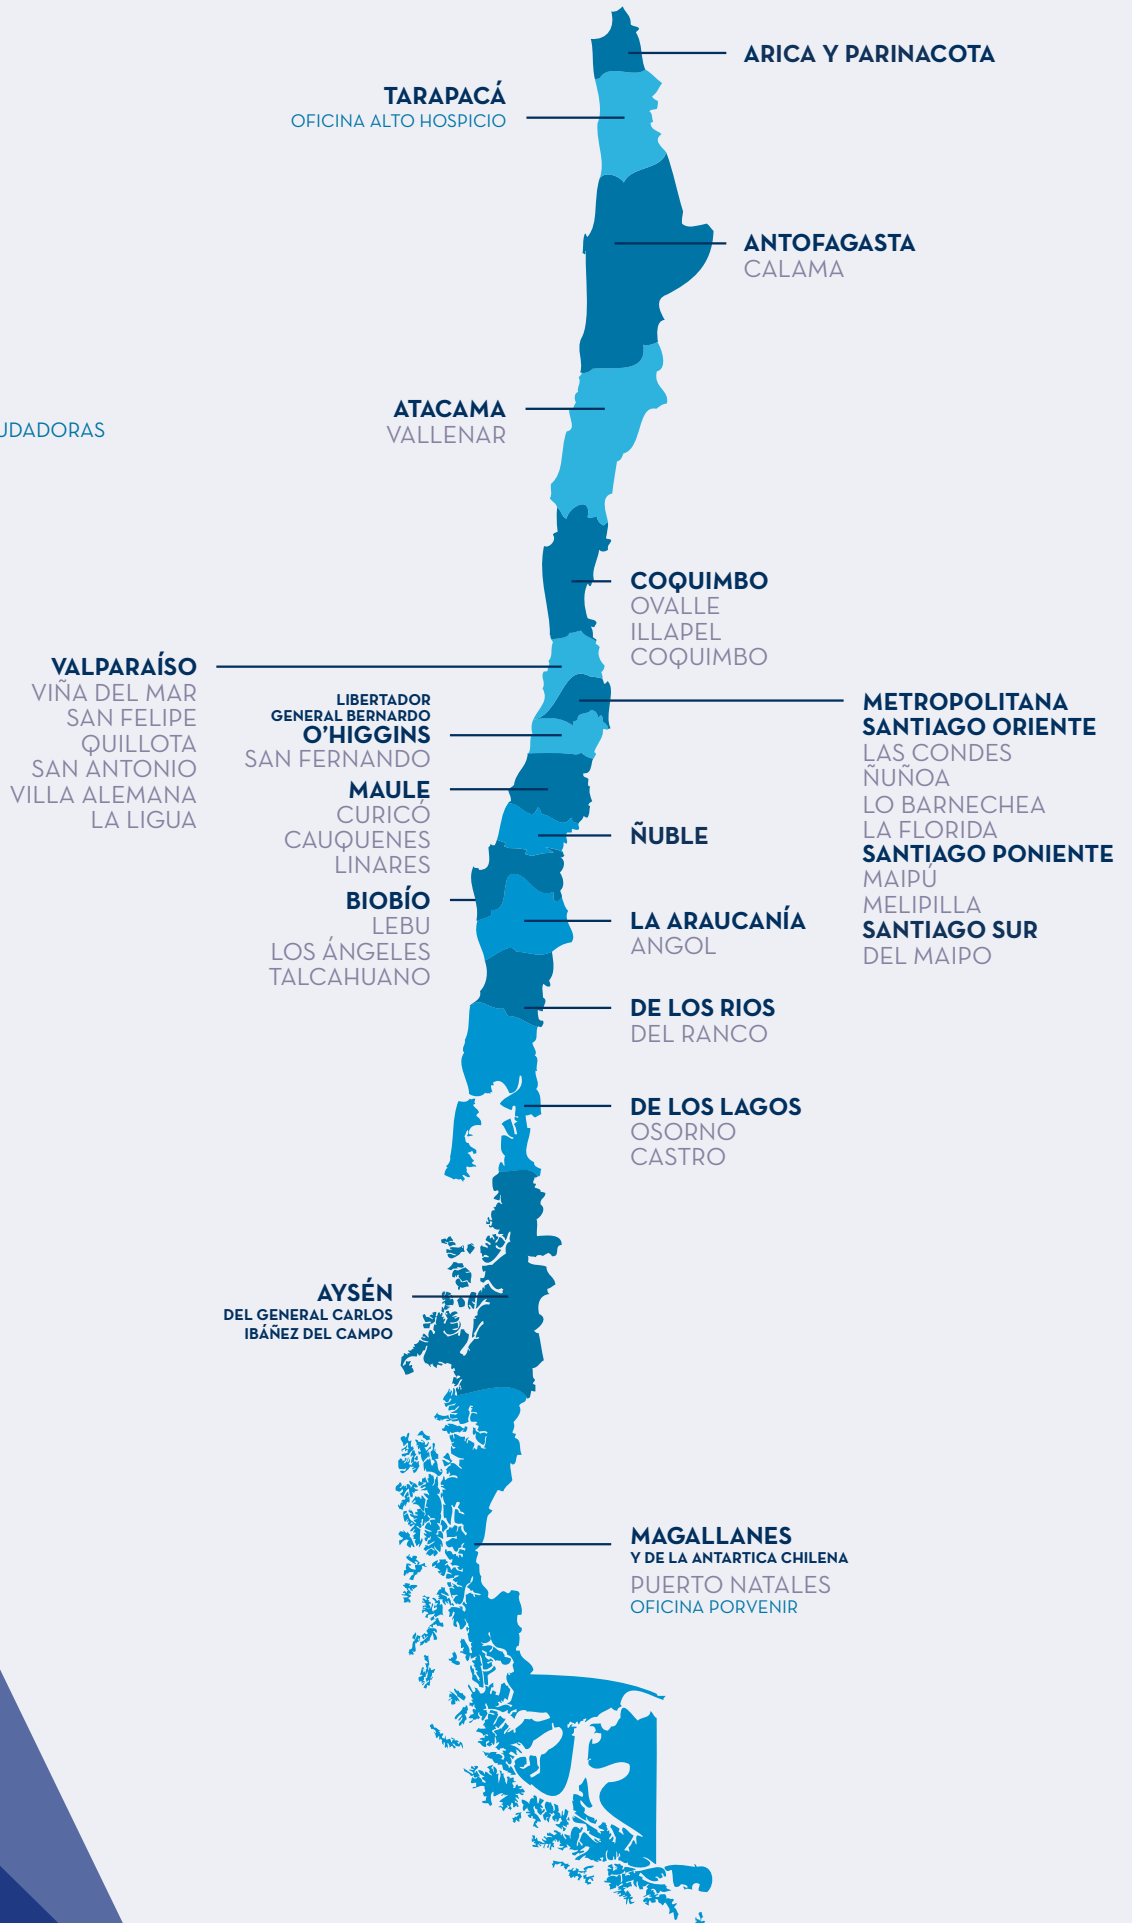 ARICA Y PARINACOTA
TARAPACÁ
OFICINA ALTO HOSPICIO
ANTOFAGASTA
CALAMA
ATACAMA
VALLENAR
UDADORAS
COQUIMBO
OVALLE
ILLAPEL
COQUIMBO
VALPARAÍSO
VIÑA DEL MAR
SAN FELIPE
QUILLOTA
SAN ANTONIO
VILLA ALEMANA
LA LIGUA
LIBERTADOR
GENERAL BERNARDO
O'HIGGINS
SAN FERNANDO
METROPOLITANA
SANTIAGO ORIENTE
LAS CONDES
ÑUÑOA
LO BARNECHEA
LA FLORIDA
SANTIAGO PONIENTE
MAIPÚ
MELIPILLA
SANTIAGO SUR
DEL MAIPO
MAULE
CURICÓ
CAUQUENES
LINARES
ÑUBLE
BIOBÍO
LEBU
LOS ÁNGELES
TALCAHUANO
LA ARAUCANÍA
ANGOL
DE LOS RIOS
DEL RANCO
DE LOS LAGOS
OSORNO
CASTRO
AYSÉN
DEL GENERAL CARLOS
IBÁÑEZ DEL CAMPO
MAGALLANES
Y DE LA ANTARTICA CHILENA
PUERTO NATALES
OFICINA PORVENIR